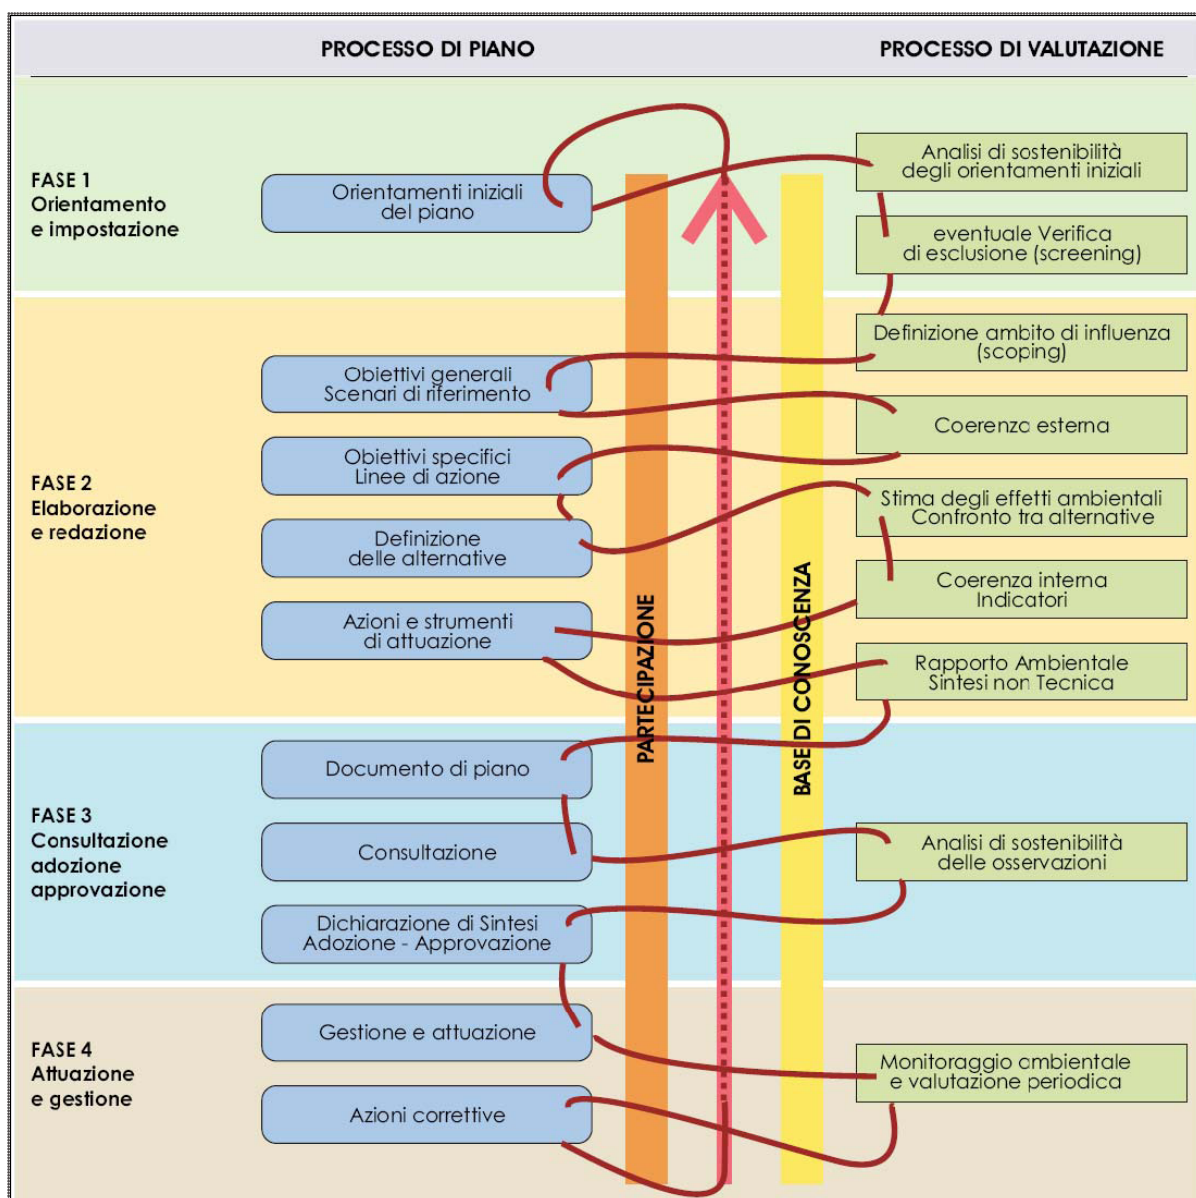 PROCESSO DI PIANO
PROCESSO DI VALUTAZIONE
FASE 1
Orientamento
e impostazione
Orientamenti iniziali
del piano
Analisi di sostenibilità
degli orientamenti iniziali
eventuale Verifica
di esclusione (screening)
FASE 2
Elaborazione
e redazione
Obiettivi generali
Scenari di riferimento
Obiettivi specifici
Linee di azione
Definizione
delle alternative
Azioni e strumenti
di attuazione
Definizione ambito di influenza
(scoping)
Coerenza esterna
Stima degli effetti ambientali
Confronto tra alternative
Coerenza interna
Indicatori
Rapporto Ambientale
Sintesi non Tecnica
PARTECIPAZIONE
BASE DI CONOSCENZA
FASE 3
Consultazione
adozione
approvazione
Documento di piano
Consultazione
Dichiarazione di Sintesi
Adozione - Approvazione
Analisi di sostenibilità
delle osservazioni
FASE 4
Attuazione
e gestione
Gestione e attuazione
Azioni correttive
Monitoraggio ambientale
e valutazione periodica